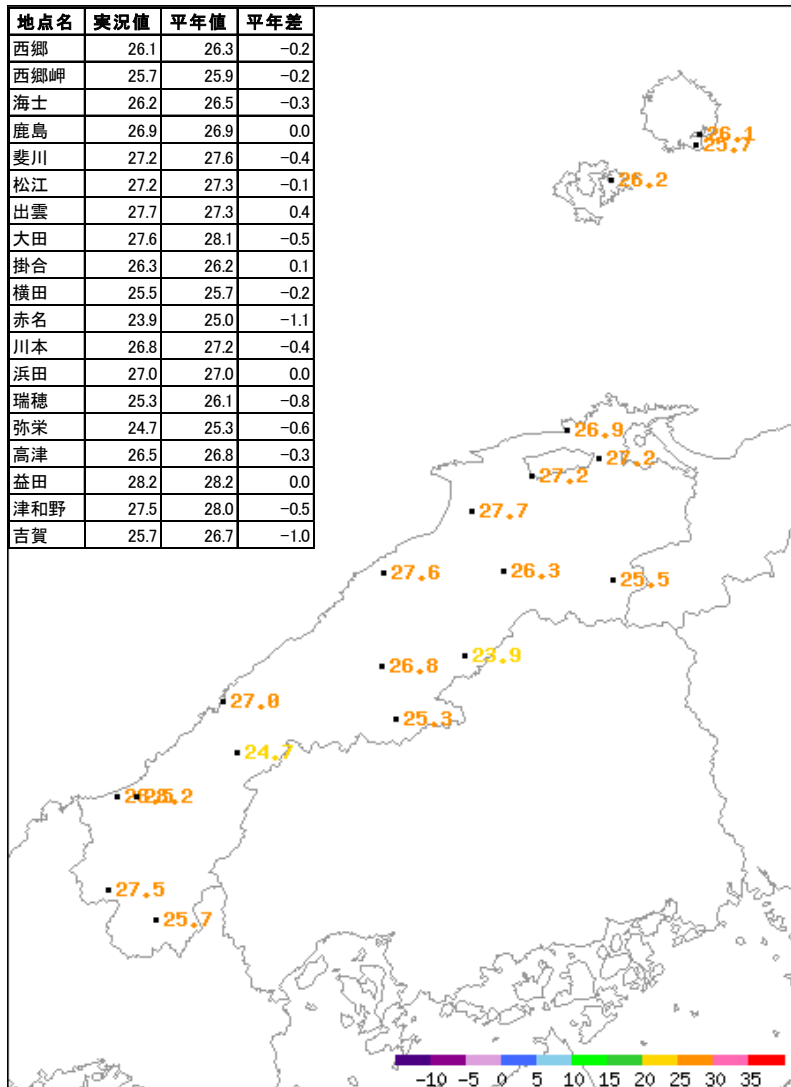 地点名 実況値 平年値 平年差
西郷 26.1 26.3 −0.2
西郷岬 25.7 25.9 −0.2
海士 26.2 26.5 −0.3
鹿島 26.9 26.9 0.0
斐川 27.2 27.6 −0.4
松江 27.2 27.3 −0.1
出雲 27.7 27.3 0.4
大田 27.6 28.1 −0.5
掛合 26.3 26.2 0.1
横田 25.5 25.7 −0.2
赤名 23.9 25.0 −1.1
川本 26.8 27.2 −0.4
浜田 27.0 27.0 0.0
瑞穂 25.3 26.1 −0.8
弥栄 24.7 25.3 −0.6
高津 26.5 26.8 −0.3
益田 28.2 28.2 0.0
津和野 27.5 28.0 −0.5
吉賀 25.7 26.7 −1.0
26.1
25.7
26.2
26.9
27.2
27.2
27.7
27.6
26.3
25.5
23.9
26.8
25.3
27.0
24.7
27.5
25.7
−10 −5 0 5 10 15 20 25 30 35